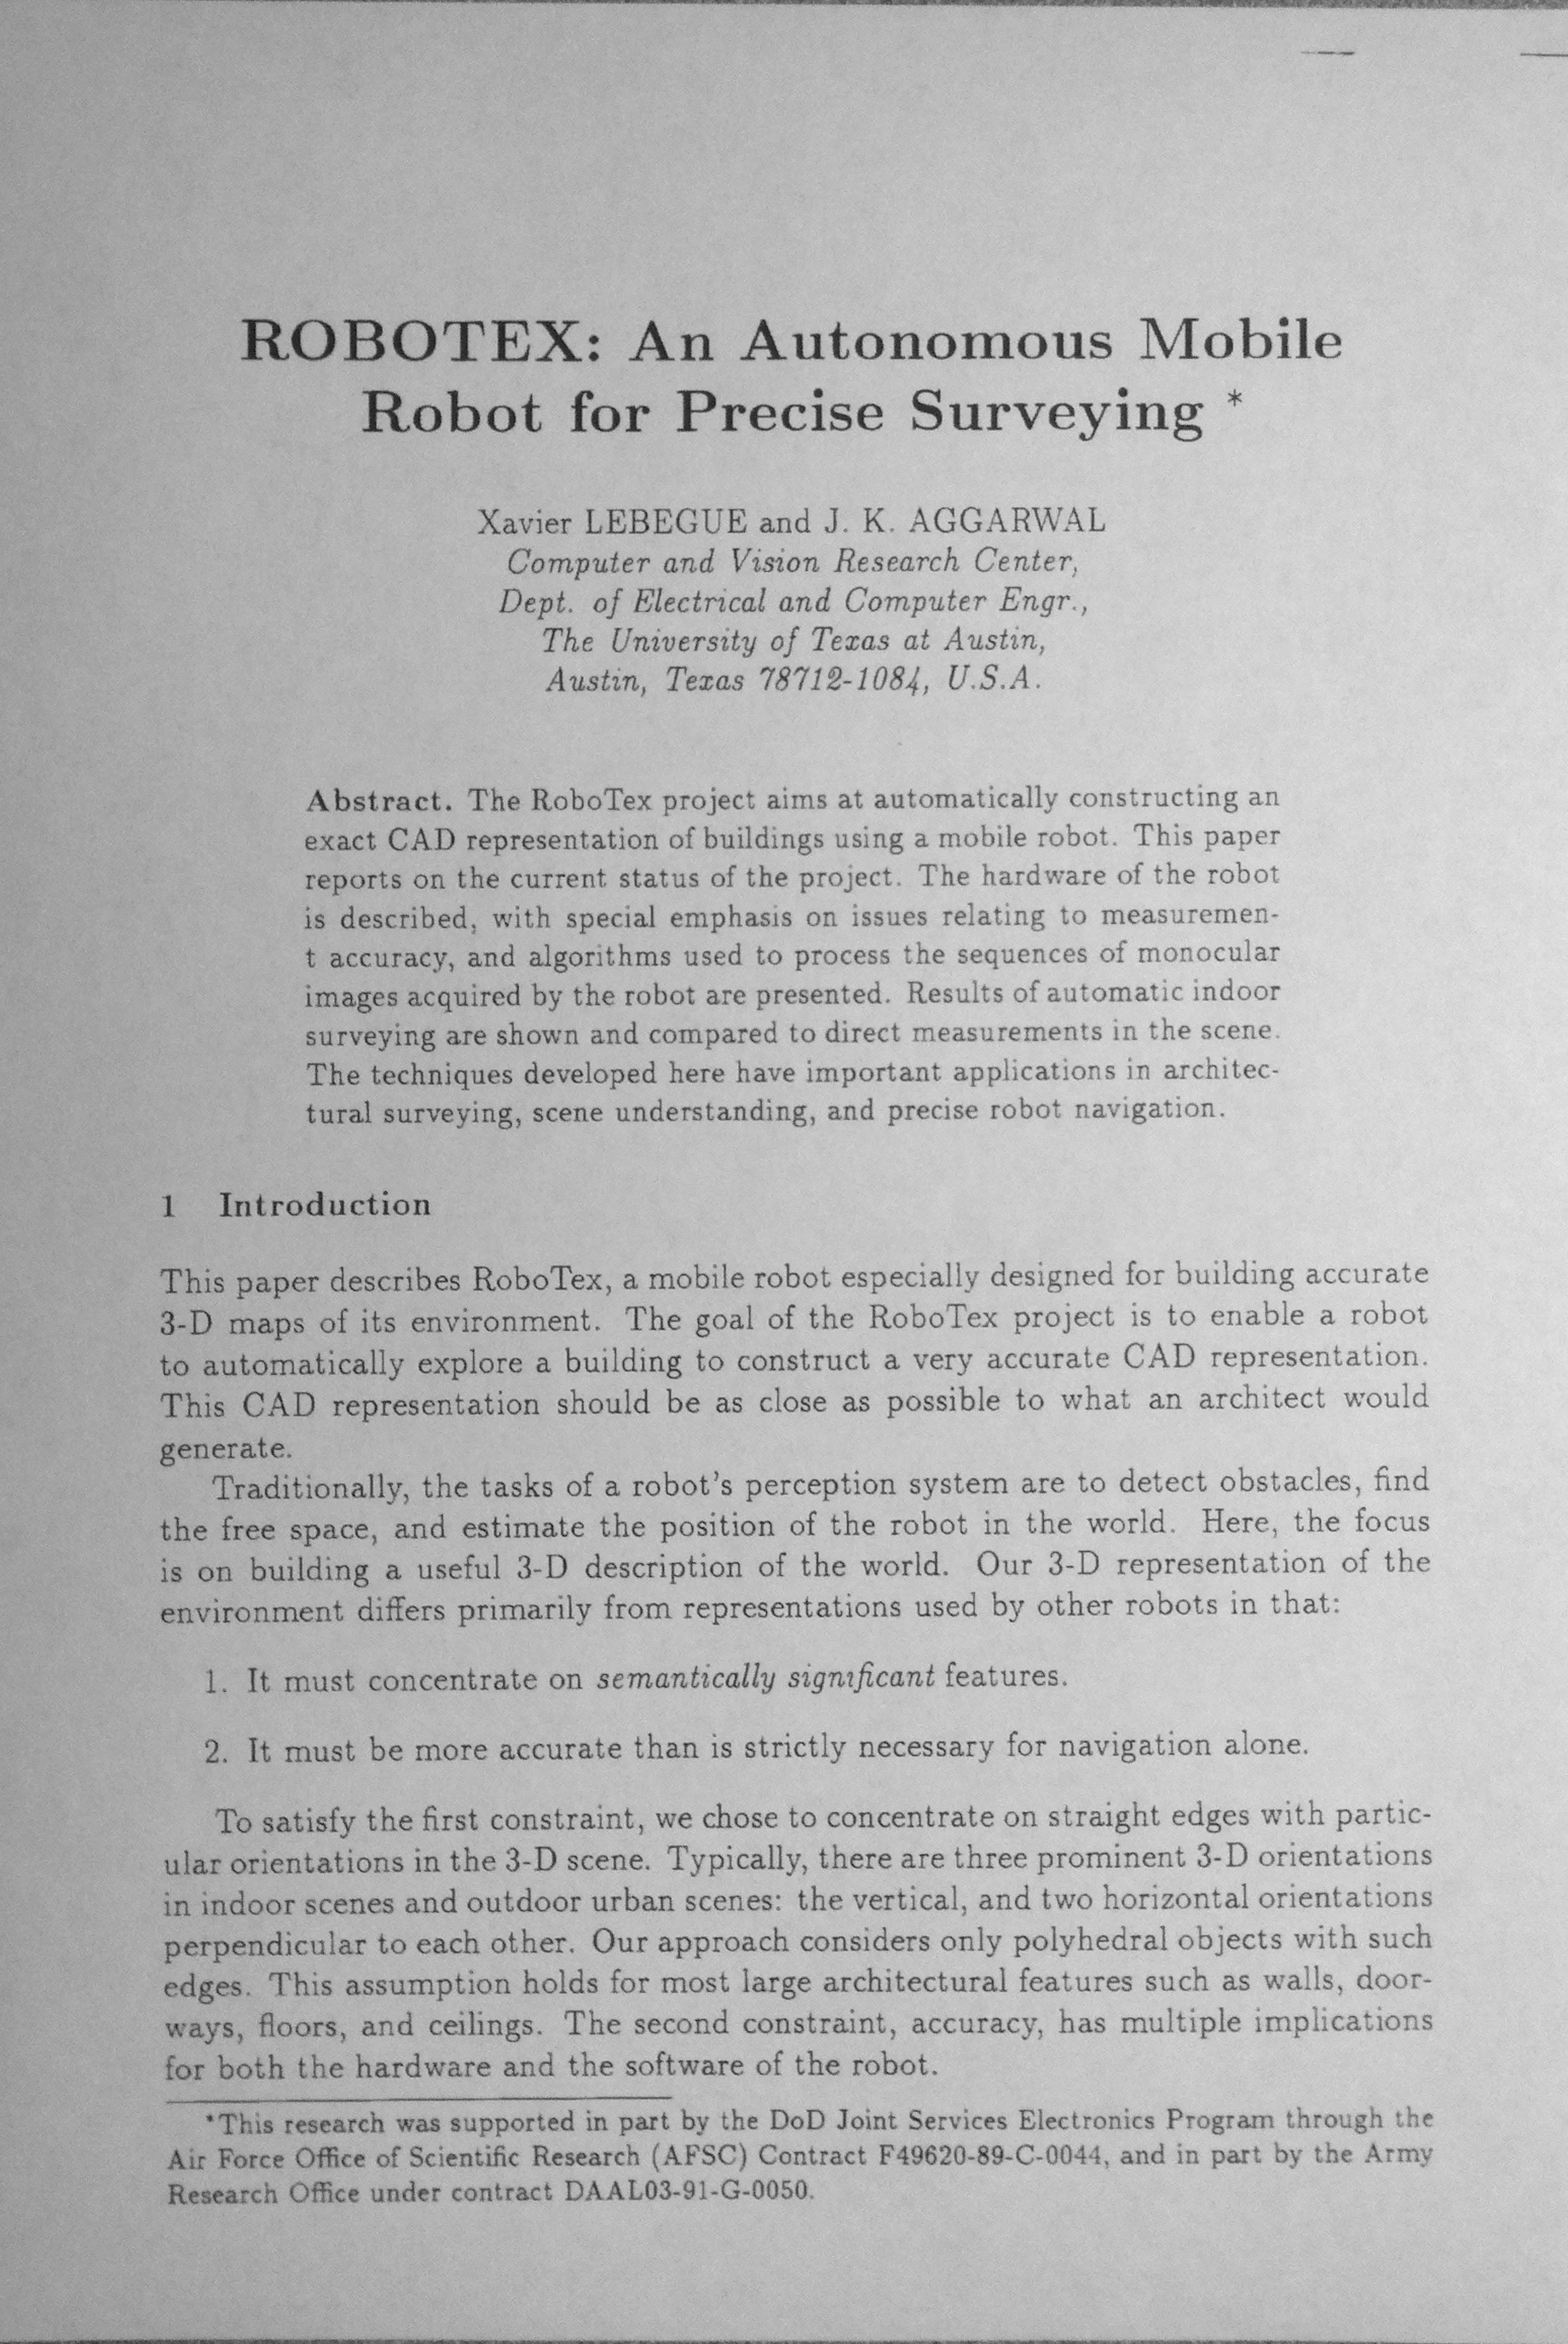 ROBOTEX: An Autonomous Mobile
Robot for Precise Surveying *
Xavier LEBEGUE and J. K. AGGARWAL
Computer and Vision Research Center,
Dept. of Electrical and Computer Engr.,
The University of Texas at Austin,
Austin, Texas 78712-1084, U.S.A.
Abstract. The RoboTex project aims at automatically constructing an
exact CAD representation of buildings using a mobile robot. This paper
reports on the current status of the project. The hardware of the robot
is described, with special emphasis on issues relating to measuremen-
t accuracy, and algorithms used to process the sequences of monocular
images acquired by the robot are presented. Results of automatic indoor
surveying are shown and compared to direct measurements in the scene.
The techniques developed here have important applications in architec-
tural surveying, scene understanding, and precise robot navigation.
1 Introduction
This paper describes RoboTex, a mobile robot especially designed for building accurate
3-D maps of its environment. The goal of the RoboTex project is to enable a robot
to automatically explore a building to construct a very accurate CAD representation.
This CAD representation should be as close as possible to what an architect would
generate.
Traditionally, the tasks of a robot's perception system are to detect obstacles, find
the free space, and estimate the position of the robot in the world. Here, the focus
is on building a useful 3-D description of the world. Our 3-D representation of the
environment differs primarily from representations used by other robots in that:
1. It must concentrate on semantically significant features.
2. It must be more accurate than is strictly necessary for navigation alone.
To satisfy the first constraint, we chose to concentrate on straight edges with partic-
ular orientations in the 3-D scene. Typically, there are three prominent 3-D orientations
in indoor scenes and outdoor urban scenes: the vertical, and two horizontal orientations
perpendicular to each other. Our approach considers only polyhedral objects with such
edges. This assumption holds for most large architectural features such as walls, door-
ways, floors, and ceilings. The second constraint, accuracy, has multiple implications
for both the hardware and the software of the robot.
*This research was supported in part by the DoD Joint Services Electronics Program through the
Air Force Office of Scientific Research (AFSC) Contract F49620-89-C-0044, and in part by the Army
Research Office under contract DAAL03-91-G-0050.